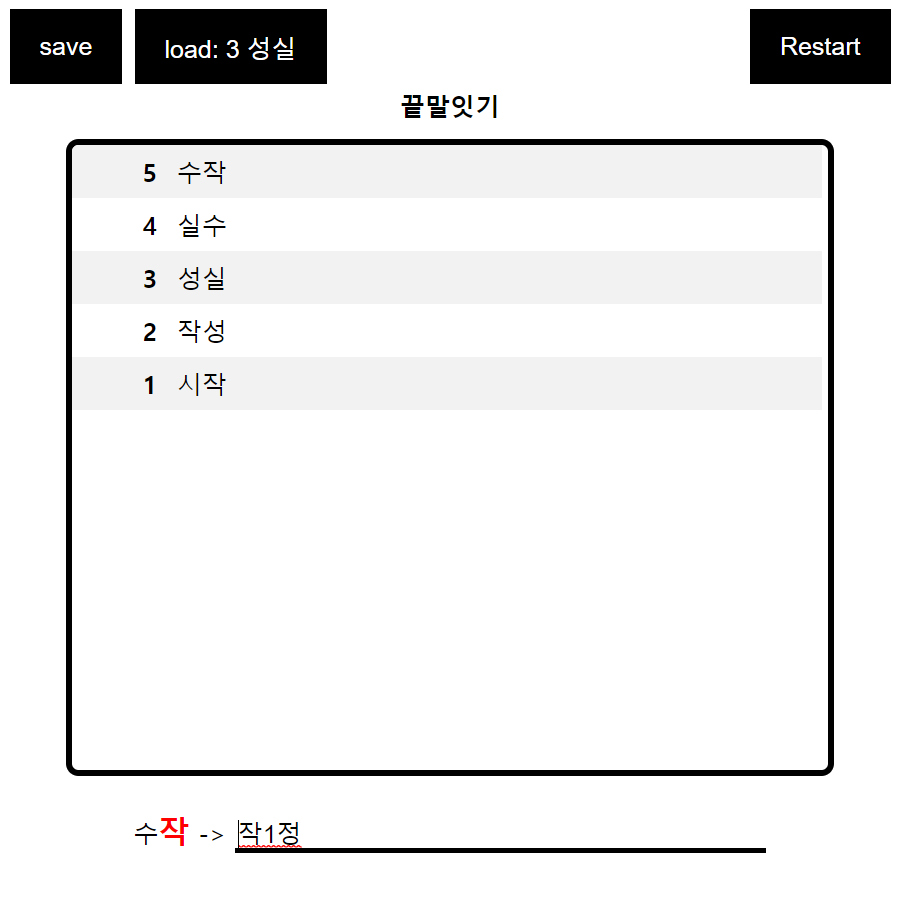 save load: 3 성실 Restart
끝말잇기
5 수작
4 실수
3 성실
2 작성
1 시작
수작 -> 작1정